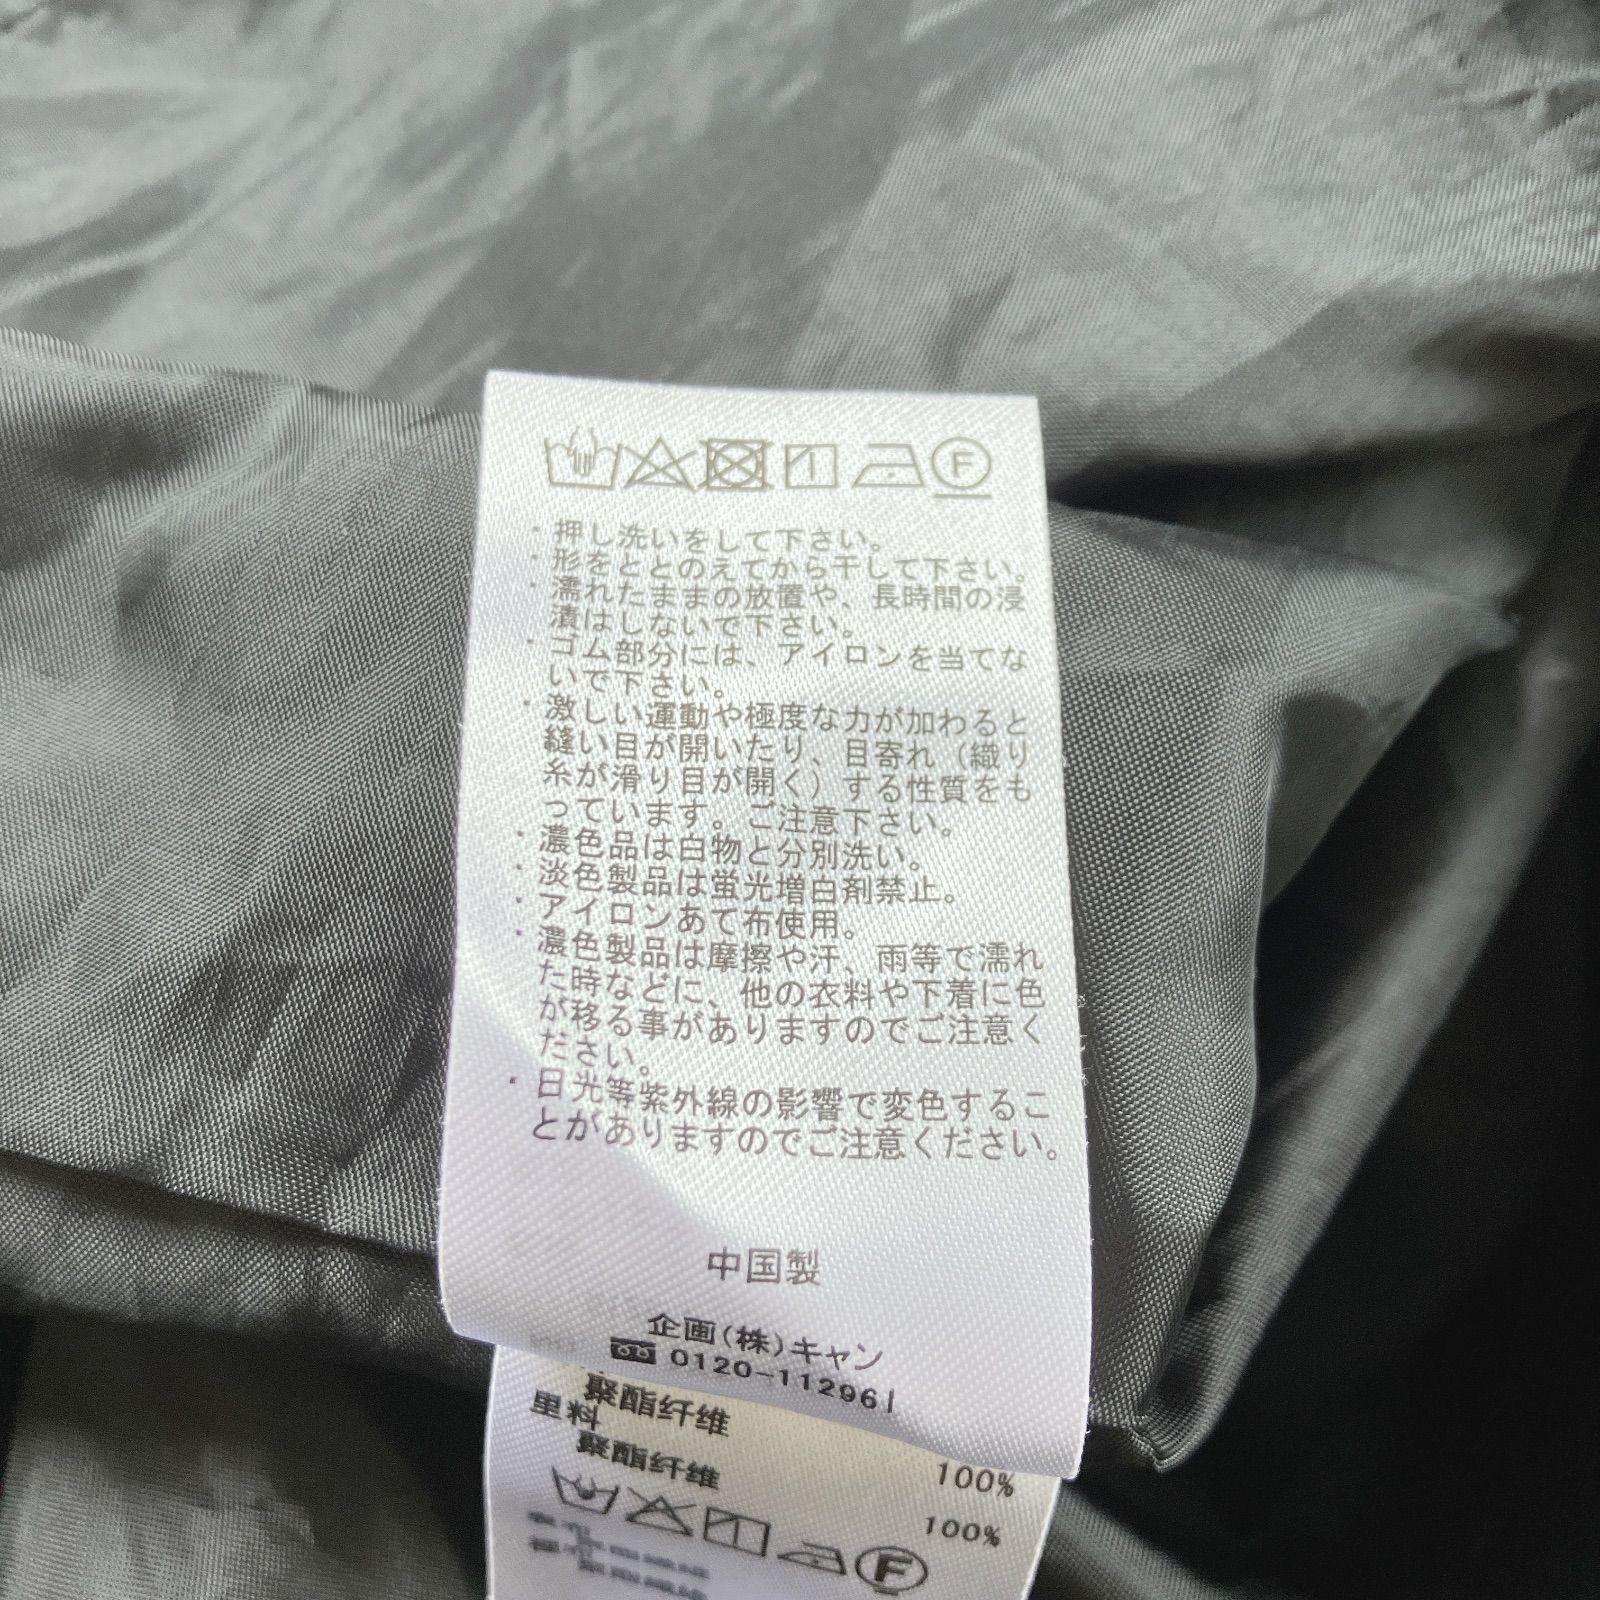 F
・押し洗いをして下さい。
・形をととのえてから干して下さい。
・濡れたままの放置や、長時間の浸
漬はしないで下さい。
・ゴム部分には、アイロンを当てな
いで下さい。
・激しい運動や極度な力が加わると
縫い目が開いたり、目寄れ（織り
糸が滑り目が開く）する性質をも
っています。ご注意下さい。
・濃色品は白物と分別洗い。
・淡色製品は蛍光増白剤禁止。
・アイロンあて布使用。
・濃色製品は摩擦や汗、雨等で濡れ
た時などに、他の衣料や下着に色
が移る事がありますのでご注意く
ださい。
・日光等紫外線の影響で変色するこ
とがありますのでご注意ください。
中国製
企画(株)キャン
0120-112961
聚酯纤维 100%
里料
聚酯纤维 100%
F